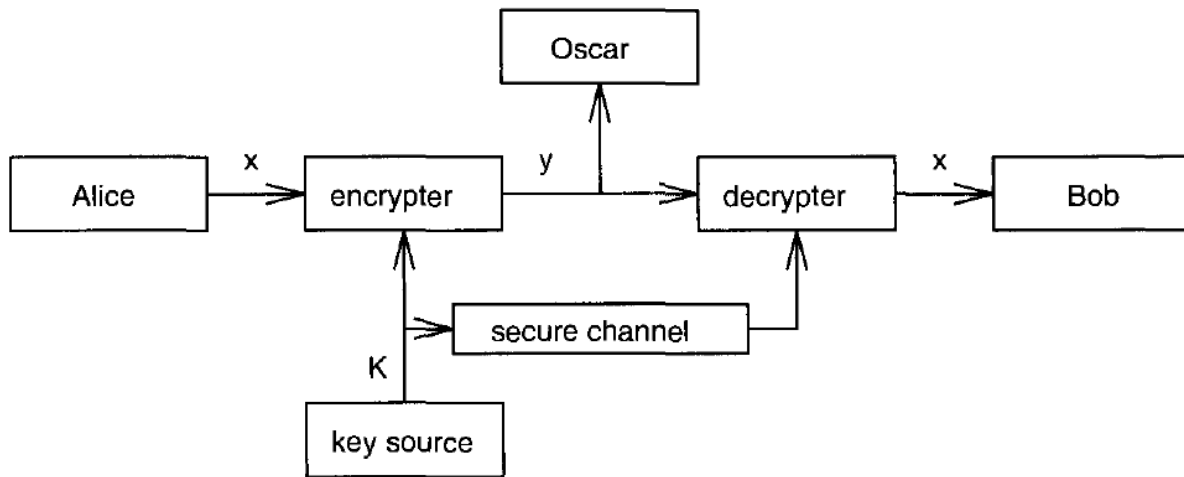 Oscar
x
y
x
Alice
encrypter
decrypter
Bob
secure channel
K
key source